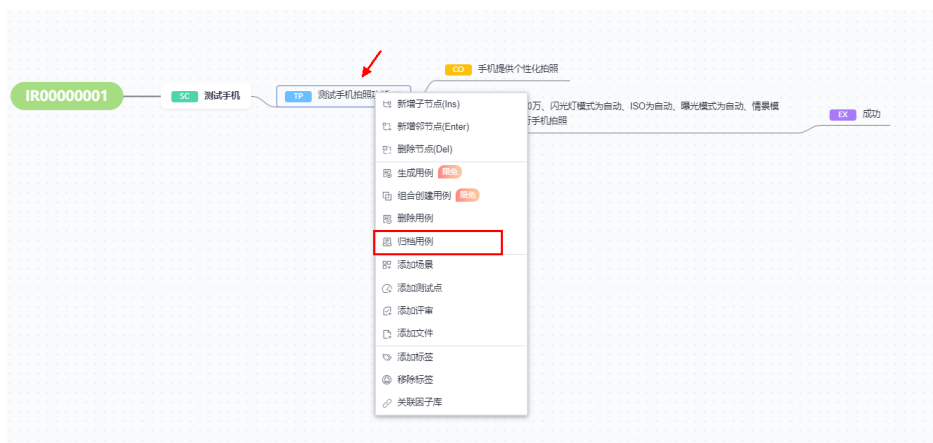 CO 手机提供个性化拍照
IR00000001
SC 测试手机
TP 测试手机拍照
0万、闪光灯模式为自动、ISO为自动、曝光模式为自动、情景模
手机拍照
EX 成功
新增子节点(Ins)
新增邻节点(Enter)
删除节点(Del)
生成用例 限免
组合创建用例 限免
删除用例
归档用例
添加场景
添加测试点
添加评审
添加文件
添加标签
移除标签
关联因子库